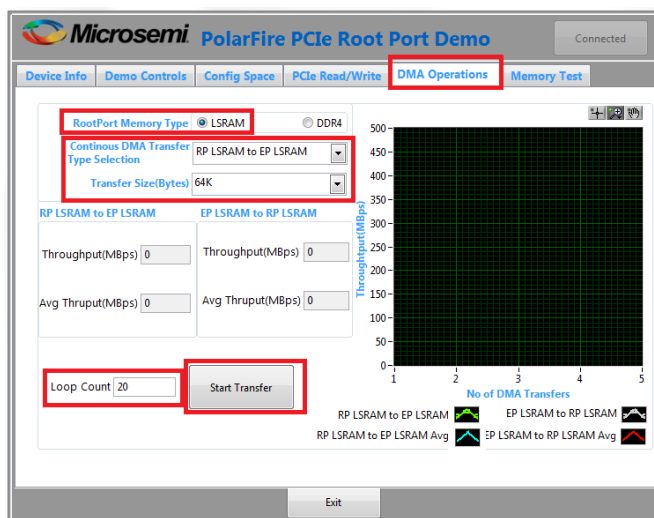 Microsemi. PolarFire PCIe Root Port Demo Connected
Device Info Demo Controls Config Space PCIe Read/Write DMA Operations Memory Test
RootPort Memory Type LSRAM DDR4
Continous DMA Transfer
Type Selection
RP LSRAM to EP LSRAM
Transfer Size(Bytes) 64K
RP LSRAM to EP LSRAM EP LSRAM to RP LSRAM
Throughput(MBps) 0 Throughput(MBps) 0
Avg Thruput(MBps) 0 Avg Thruput(MBps) 0
Loop Count 20 Start Transfer
Throughtput(MBps)
500
450
400
350
300
250
200
150
100
50
0
1 2 3 4 5
No of DMA Transfers
RP LSRAM to EP LSRAM EP LSRAM to RP LSRAM
RP LSRAM to EP LSRAM Avg EP LSRAM to RP LSRAM Avg
Exit